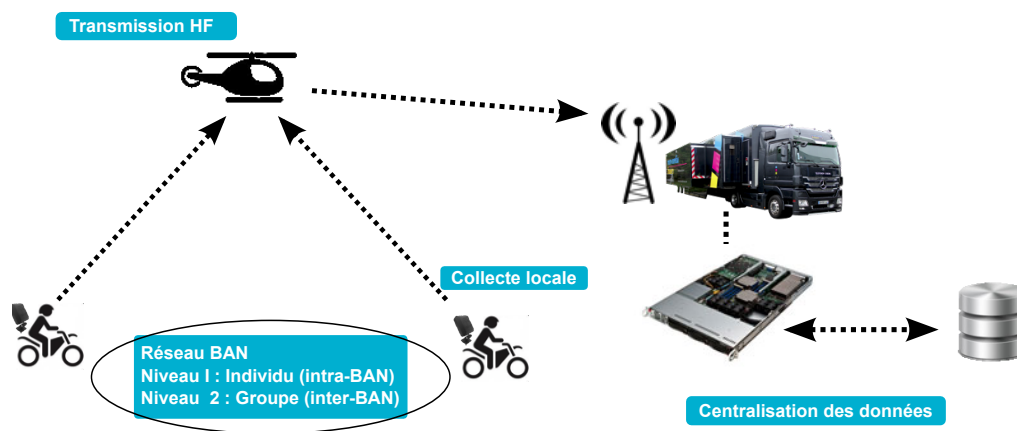 Transmission HF
Collecte locale
Réseau BAN
Niveau I : Individu (intra-BAN)
Niveau 2 : Groupe (inter-BAN)
Centralisation des données